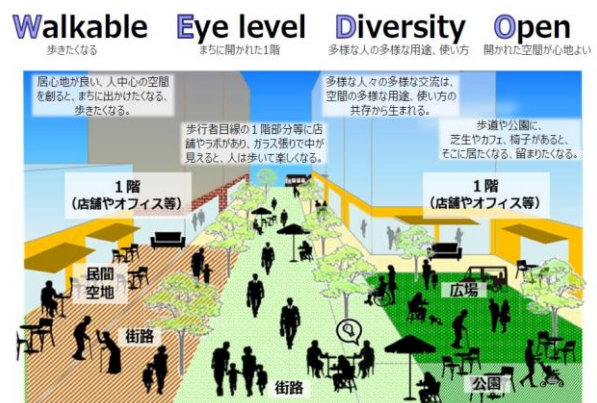 Walkable Eye level Diversity Open
歩きたくなる まちに開かれた1階 多様な人の多様な用途、使い方 開かれた空間が心地よい
居心地が良い、人中心の空間
を創ると、まちに出かけたくなる、
歩きたくなる。
歩行者目線の1階部分等に店
舗やラボがあり、ガラス張りで中が
見えると、人は歩いて楽しくなる。
多様な人々の多様な交流は、
空間の多様な用途、使い方の
共存から生まれる。
歩道や公園に、
芝生やカフェ、椅子があると、
そこに居たくなる、留まりたくなる。
1階
(店舗やオフィス等)
1階
(店舗やオフィス等)
民間
空地
街路
街路
広場
公園